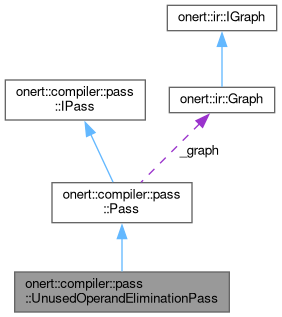 onert::ir::IGraph
onert::compiler::pass
::IPass
onert::ir::Graph
_graph
onert::compiler::pass
::Pass
onert::compiler::pass
::UnusedOperandEliminationPass